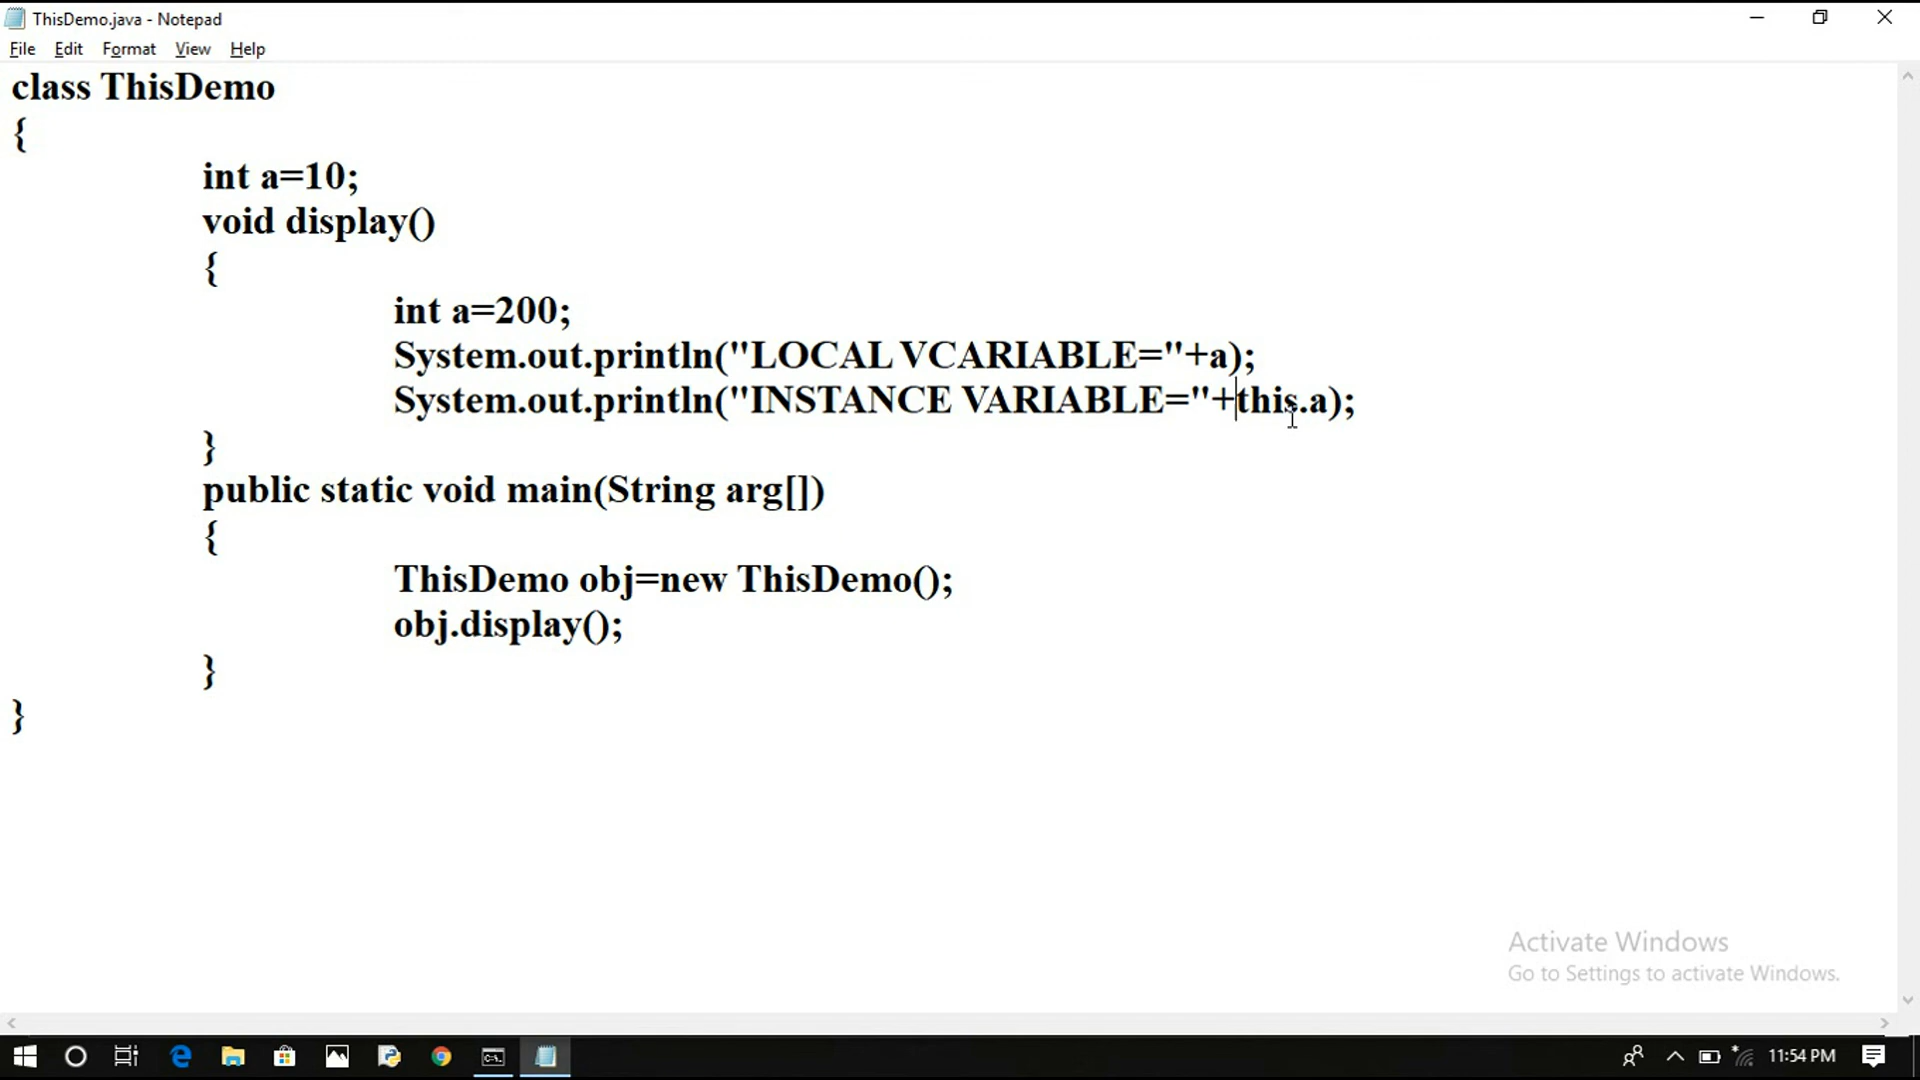 ThisDemo.java - Notepad
File Edit Format View Help
class ThisDemo
{
int a=10;
void display()
{
int a=200;
System.out.println("LOCAL VCARIABLE="+a);
System.out.println("INSTANCE VARIABLE="+this.a);
}
public static void main(String arg[])
{
ThisDemo obj=new ThisDemo();
obj.display();
}
}
Activate Windows
Go to Settings to activate Windows.
11:54 PM